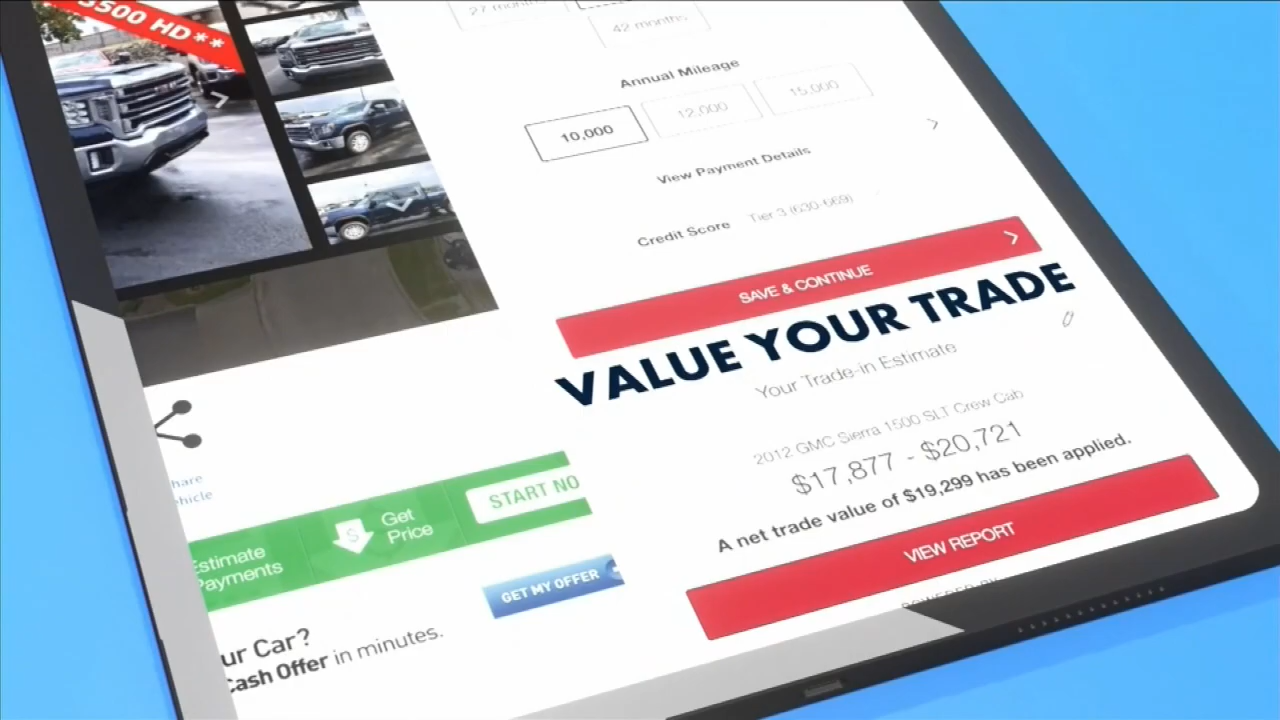 3500 HD**
27 months
42 months
Annual Mileage
10,000
12,000
15,000
View Payment Details
Credit Score Tier 3 (630-669)
SAVE & CONTINUE
VALUE YOUR TRADE
Your Trade-in Estimate
2012 GMC Sierra 1500 SLT Crew Cab
$17,877 - $20,721
A net trade value of $19,299 has been applied.
VIEW REPORT
hare
hicle
Estimate
Payments
$
Get
Price
START NO
GET MY OFFER
ur Car?
Cash Offer in minutes.